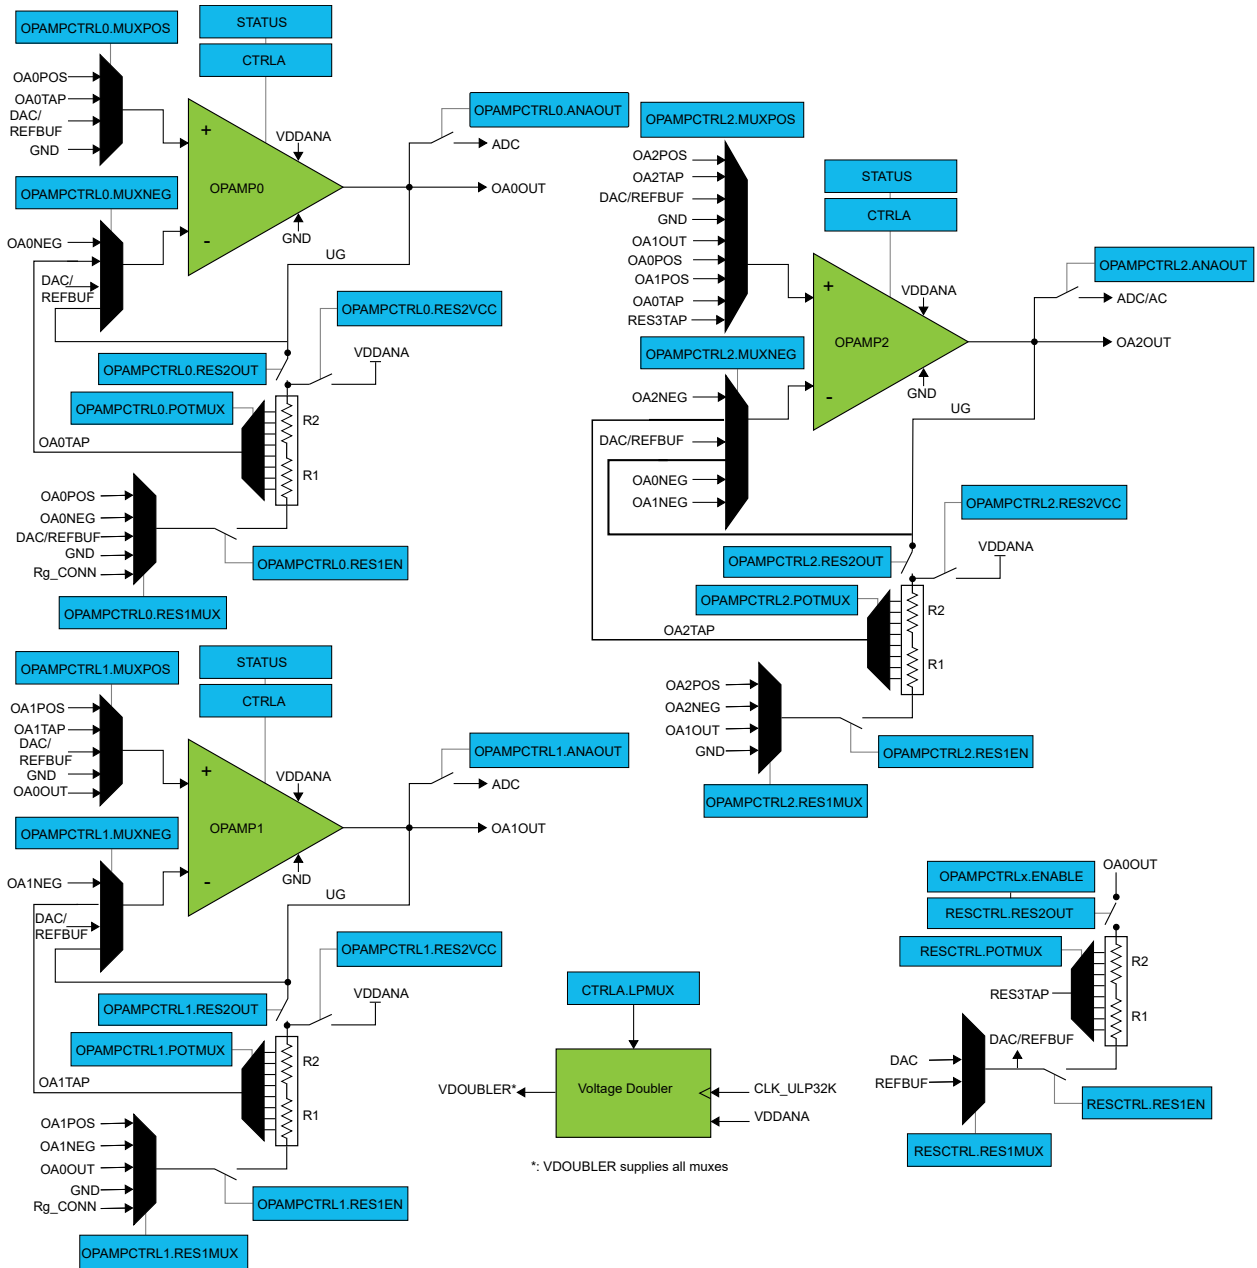 OPAMPCTRL0.MUXPOS
STATUS
CTRLA
OA0POS
OA0TAP
DAC/
REFBUF
GND
+
-
OPAMP0
VDDANA
GND
OPAMPCTRL0.ANAOUT
ADC
OA0OUT
OPAMPCTRL0.MUXNEG
OA0NEG
DAC/
REFBUF
UG
OPAMPCTRL0.RES2VCC
VDDANA
OPAMPCTRL0.RES2OUT
OPAMPCTRL0.POTMUX
R2
R1
OA0TAP
OA0POS
OA0NEG
DAC/REFBUF
GND
Rg_CONN
OPAMPCTRL0.RES1EN
OPAMPCTRL0.RES1MUX
OPAMPCTRL2.MUXPOS
OA2POS
OA2TAP
DAC/REFBUF
GND
OA1OUT
OA0POS
OA1POS
OA0TAP
RES3TAP
STATUS
CTRLA
+
-
OPAMP2
VDDANA
GND
OPAMPCTRL2.ANAOUT
ADC/AC
OA2OUT
OPAMPCTRL2.MUXNEG
OA2NEG
DAC/REFBUF
OA0NEG
OA1NEG
UG
OPAMPCTRL2.RES2VCC
VDDANA
OPAMPCTRL2.RES2OUT
OPAMPCTRL2.POTMUX
R2
R1
OA2TAP
OA2POS
OA2NEG
OA1OUT
GND
OPAMPCTRL2.RES1EN
OPAMPCTRL2.RES1MUX
OPAMPCTRL1.MUXPOS
STATUS
CTRLA
OA1POS
OA1TAP
DAC/
REFBUF
GND
OA0OUT
+
-
OPAMP1
VDDANA
GND
OPAMPCTRL1.ANAOUT
ADC
OA1OUT
OPAMPCTRL1.MUXNEG
OA1NEG
DAC/
REFBUF
UG
OPAMPCTRL1.RES2VCC
VDDANA
OPAMPCTRL1.RES2OUT
OPAMPCTRL1.POTMUX
R2
R1
OA1TAP
OA1POS
OA1NEG
OA0OUT
GND
Rg_CONN
OPAMPCTRL1.RES1EN
OPAMPCTRL1.RES1MUX
CTRLA.LPMUX
Voltage Doubler
VDOUBLER*
CLK_ULP32K
VDDANA
*: VDOUBLER supplies all muxes
OPAMPCTRLx.ENABLE
OA0OUT
RESCTRL.RES2OUT
RESCTRL.POTMUX
R2
RES3TAP
R1
DAC/REFBUF
DAC
REFBUF
RESCTRL.RES1EN
RESCTRL.RES1MUX